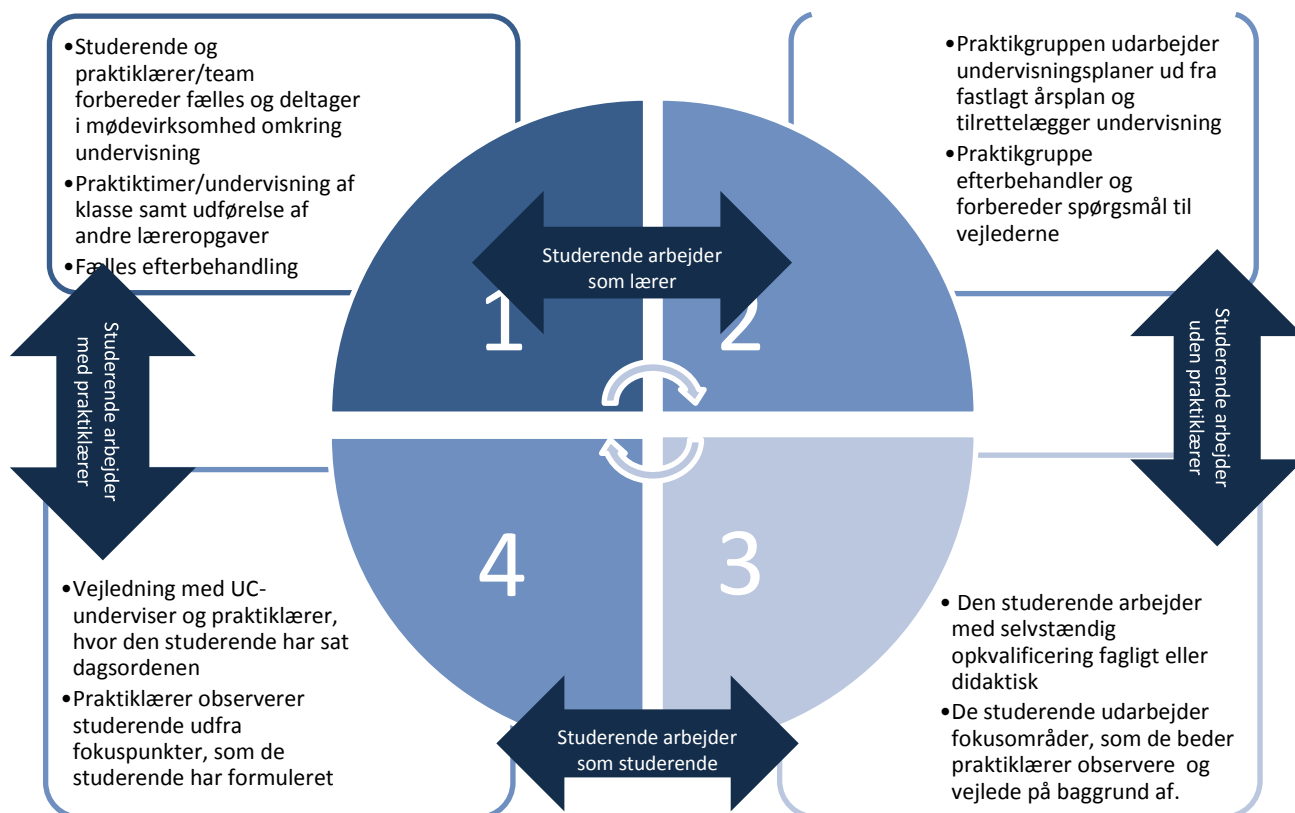 •Studerende og
praktiklærer/team
forbereder fælles og deltager
i mødevirksomhed omkring
undervisning
•Praktiktimer/undervisning af
klasse samt udførelse af
andre læreropgaver
•Fælles efterbehandling
•Praktikgruppen udarbejder
undervisningsplaner ud fra
fastlagt årsplan og
tilrettelægger undervisning
•Praktikgruppe
efterbehandler og
forbereder spørgsmål til
vejlederne
Studerende arbejder
som lærer
1
2
Studerende arbejder
med praktiklærer
Studerende arbejder
uden praktiklærer
4
3
•Vejledning med UC-
underviser og praktiklærer,
hvor den studerende har sat
dagsordenen
•Praktiklærer observerer
studerende udfra
fokuspunkter, som de
studerende har formuleret
• Den studerende arbejder
med selvstændig
opkvalificering fagligt eller
didaktisk
•De studerende udarbejder
fokusområder, som de beder
praktiklærer observere og
vejlede på baggrund af.
Studerende arbejder
som studerende